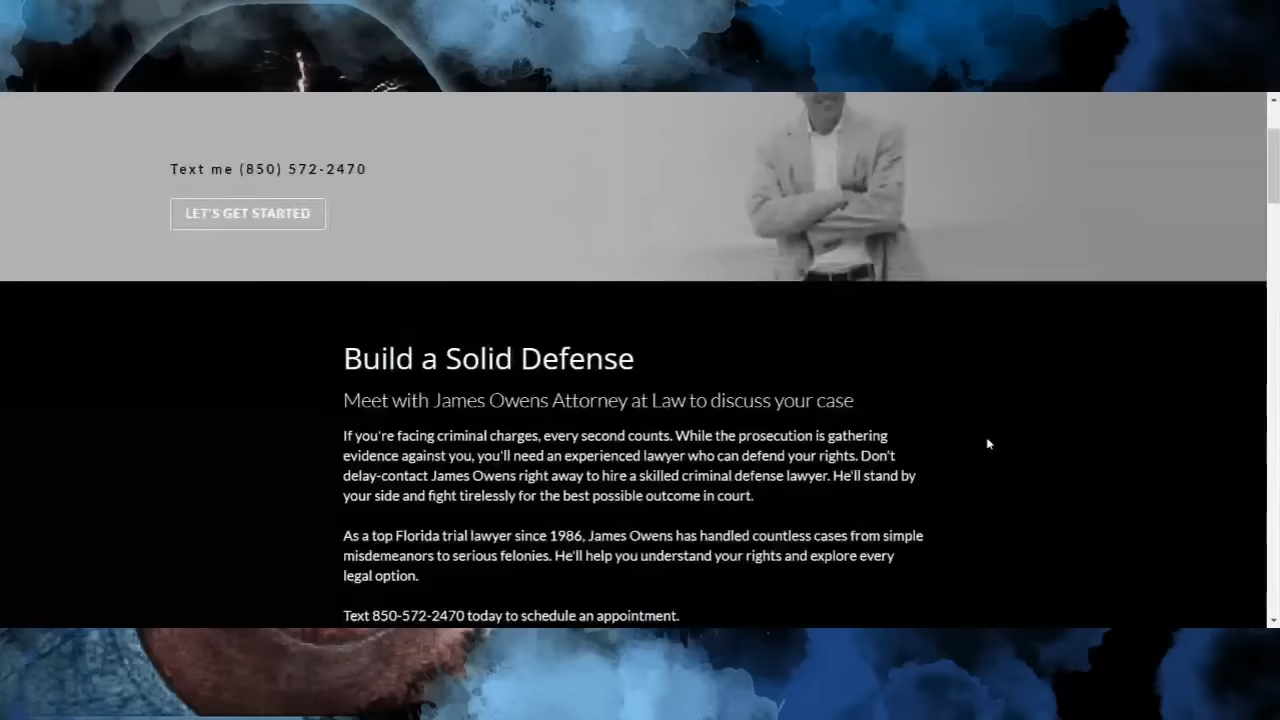 Text me (850) 572-2470
LET'S GET STARTED
Build a Solid Defense
Meet with James Owens Attorney at Law to discuss your case
If you're facing criminal charges, every second counts. While the prosecution is gathering
evidence against you, you'll need an experienced lawyer who can defend your rights. Don't
delay-contact James Owens right away to hire a skilled criminal defense lawyer. He'll stand by
your side and fight tirelessly for the best possible outcome in court.
As a top Florida trial lawyer since 1986, James Owens has handled countless cases from simple
misdemeanors to serious felonies. He'll help you understand your rights and explore every
legal option.
Text 850-572-2470 today to schedule an appointment.